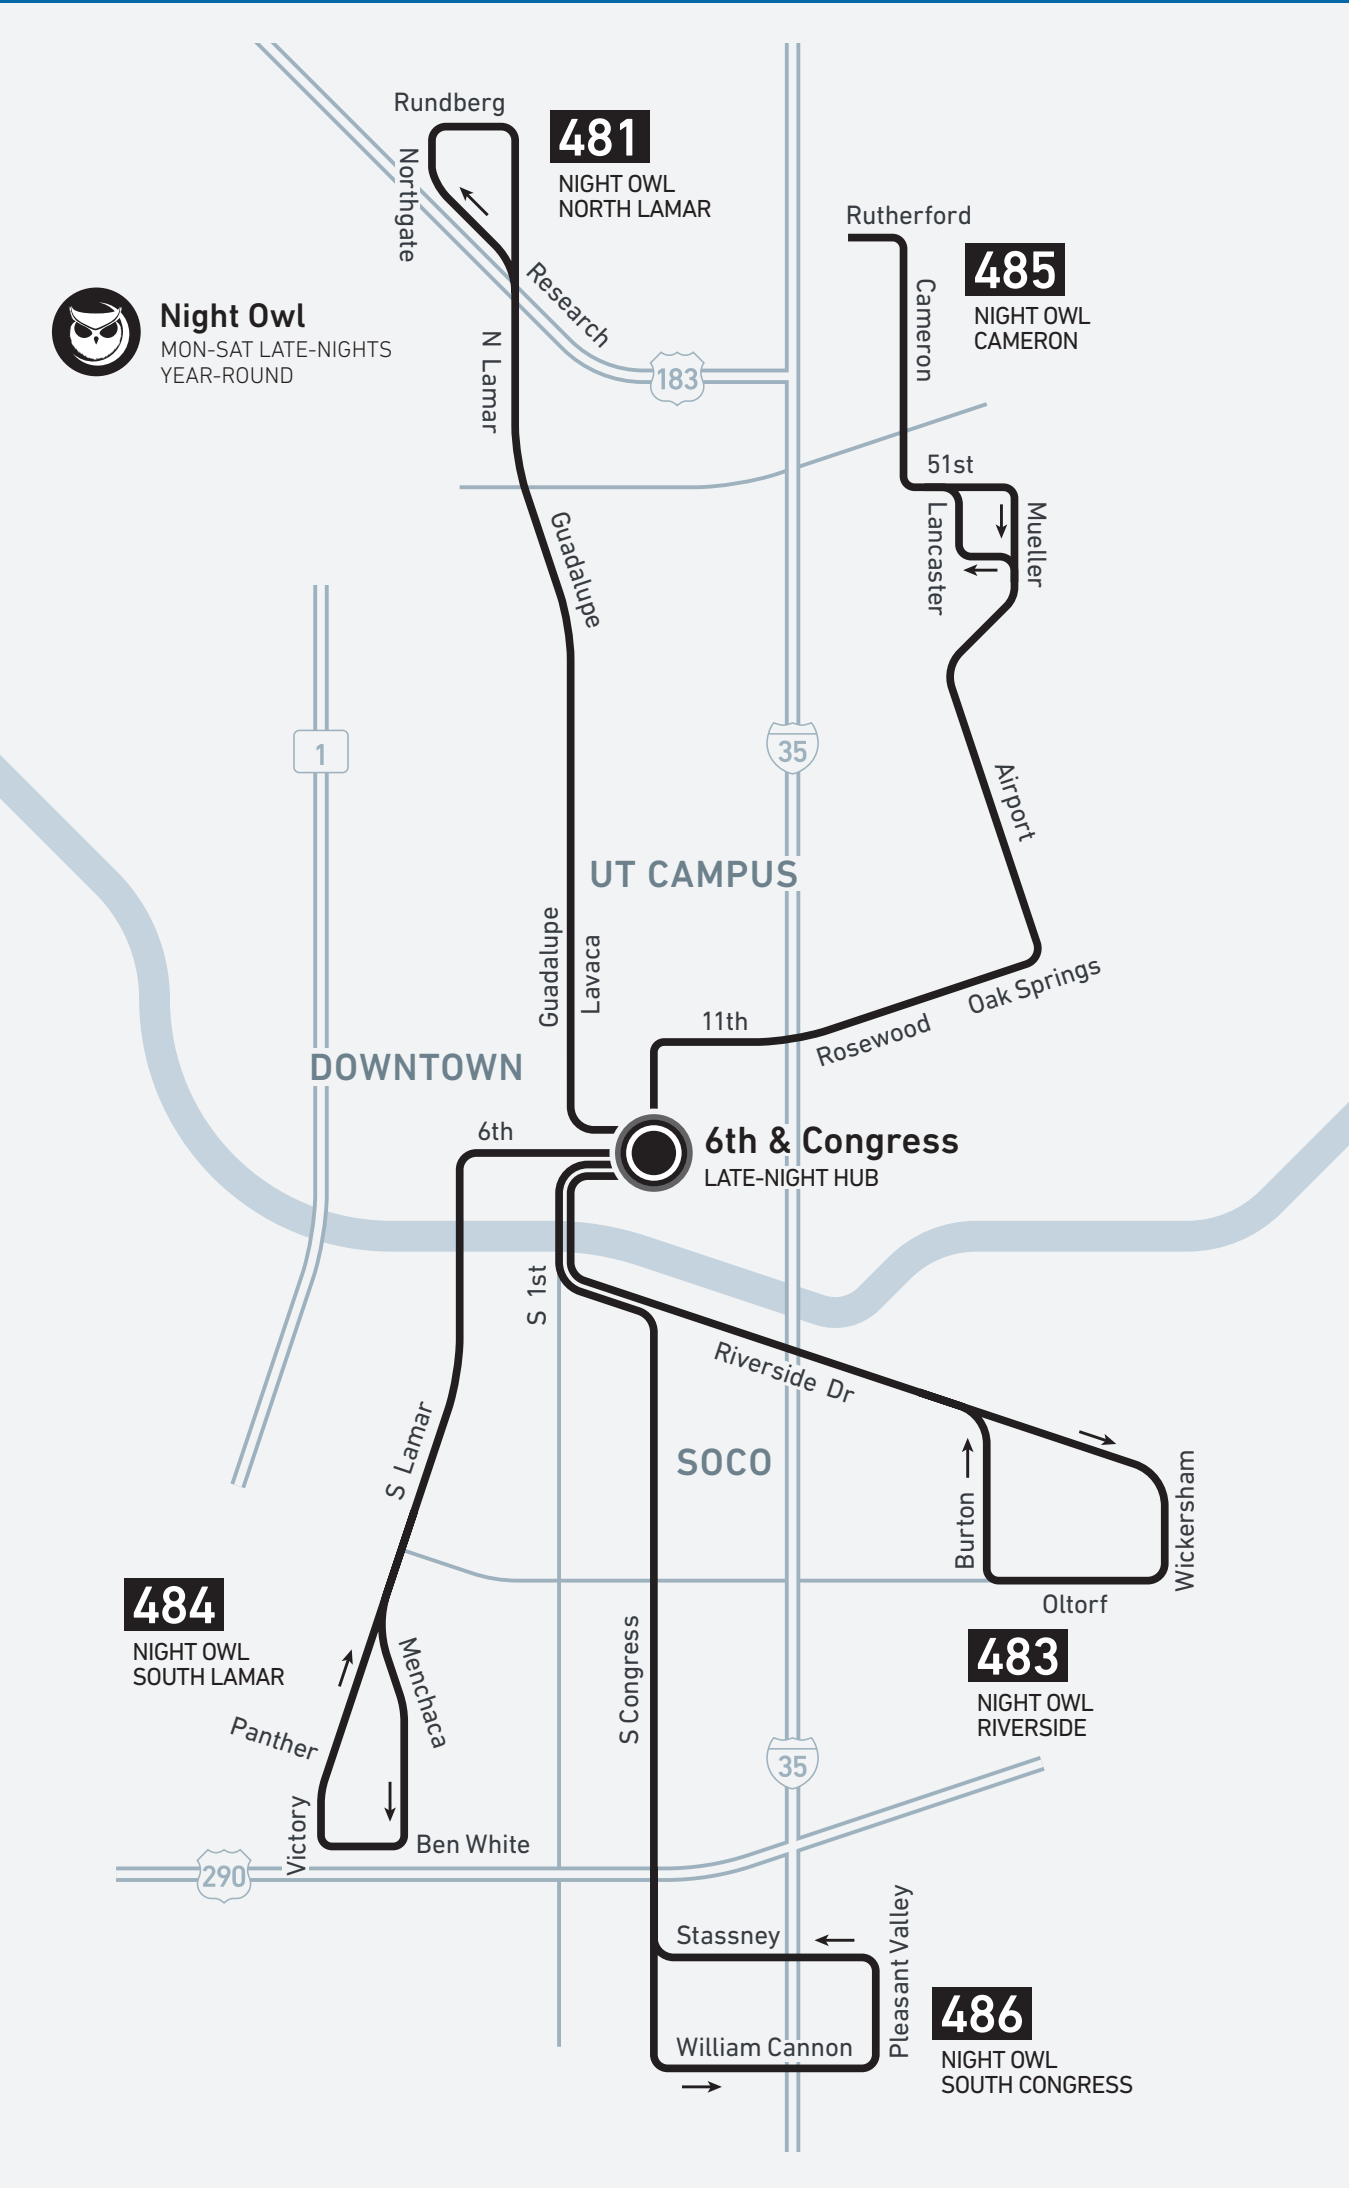 Rundberg
481
NIGHT OWL
NORTH LAMAR
Northgate
Rutherford
485
NIGHT OWL
CAMERON
Cameron
Research
Night Owl
MON-SAT LATE-NIGHTS
YEAR-ROUND
N Lamar
183
51st
Lancaster
Mueller
Guadalupe
1
35
Airport
UT CAMPUS
Guadalupe
Lavaca
Oak Springs
11th
Rosewood
DOWNTOWN
6th
6th & Congress
LATE-NIGHT HUB
S 1st
Riverside Dr
S Lamar
SOCO
Burton
Wickersham
Oltorf
484
NIGHT OWL
SOUTH LAMAR
Menchaca
S Congress
483
NIGHT OWL
RIVERSIDE
Panther
35
Victory
Ben White
290
Stassney
Pleasant Valley
486
NIGHT OWL
SOUTH CONGRESS
William Cannon